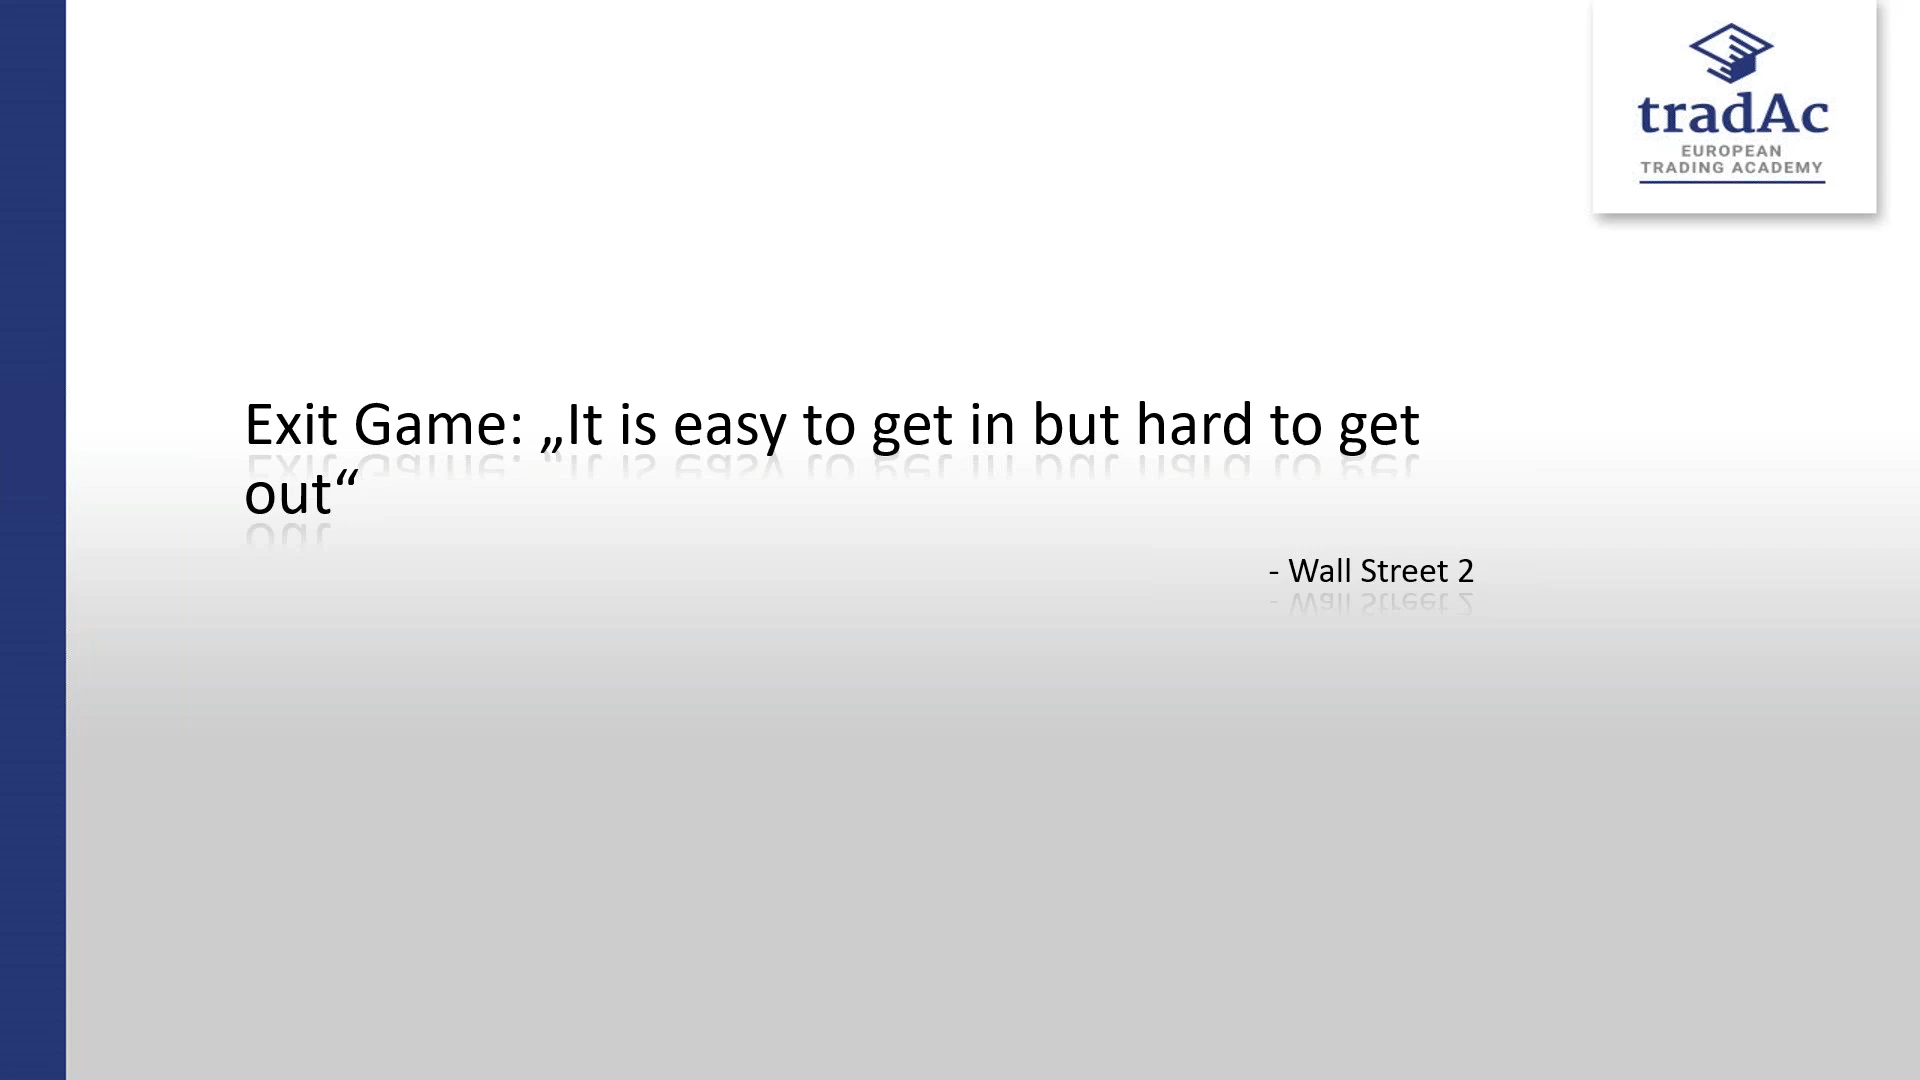 tradAc
EUROPEAN
TRADING ACADEMY
Exit Game: „It is easy to get in but hard to get
out“
- Wall Street 2